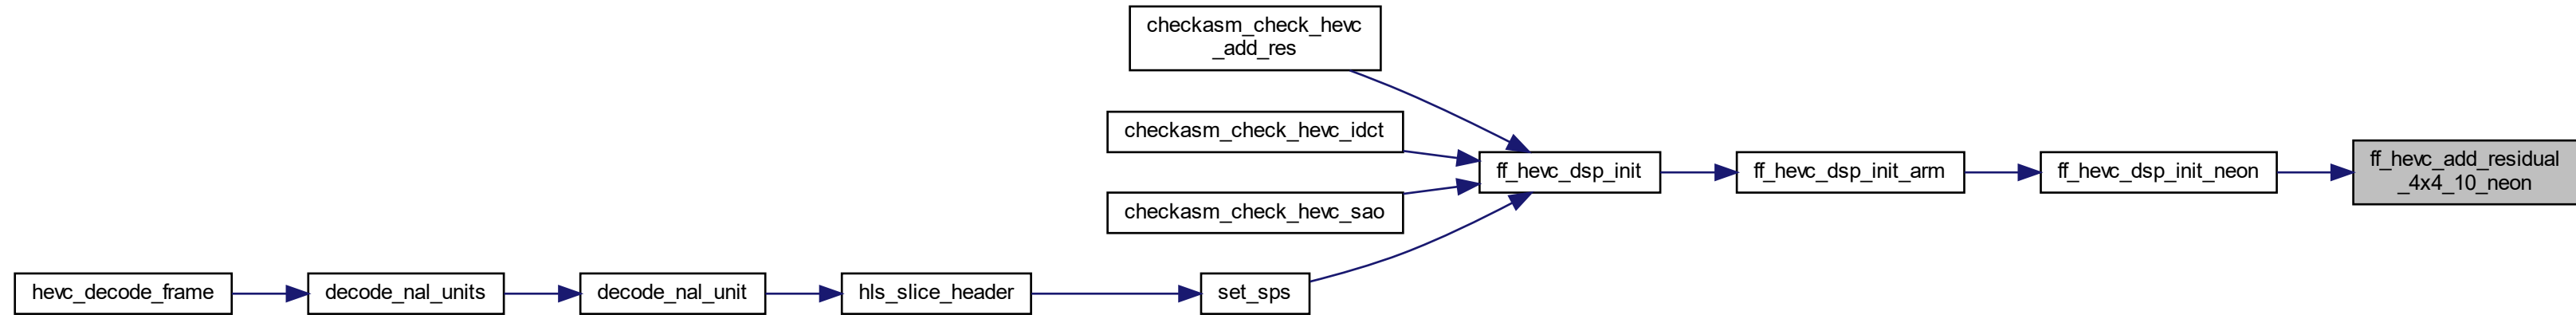 checkasm_check_hevc
_add_res
checkasm_check_hevc_idct
checkasm_check_hevc_sao
hevc_decode_frame
decode_nal_units
decode_nal_unit
hls_slice_header
set_sps
ff_hevc_dsp_init
ff_hevc_dsp_init_arm
ff_hevc_dsp_init_neon
ff_hevc_add_residual
_4x4_10_neon